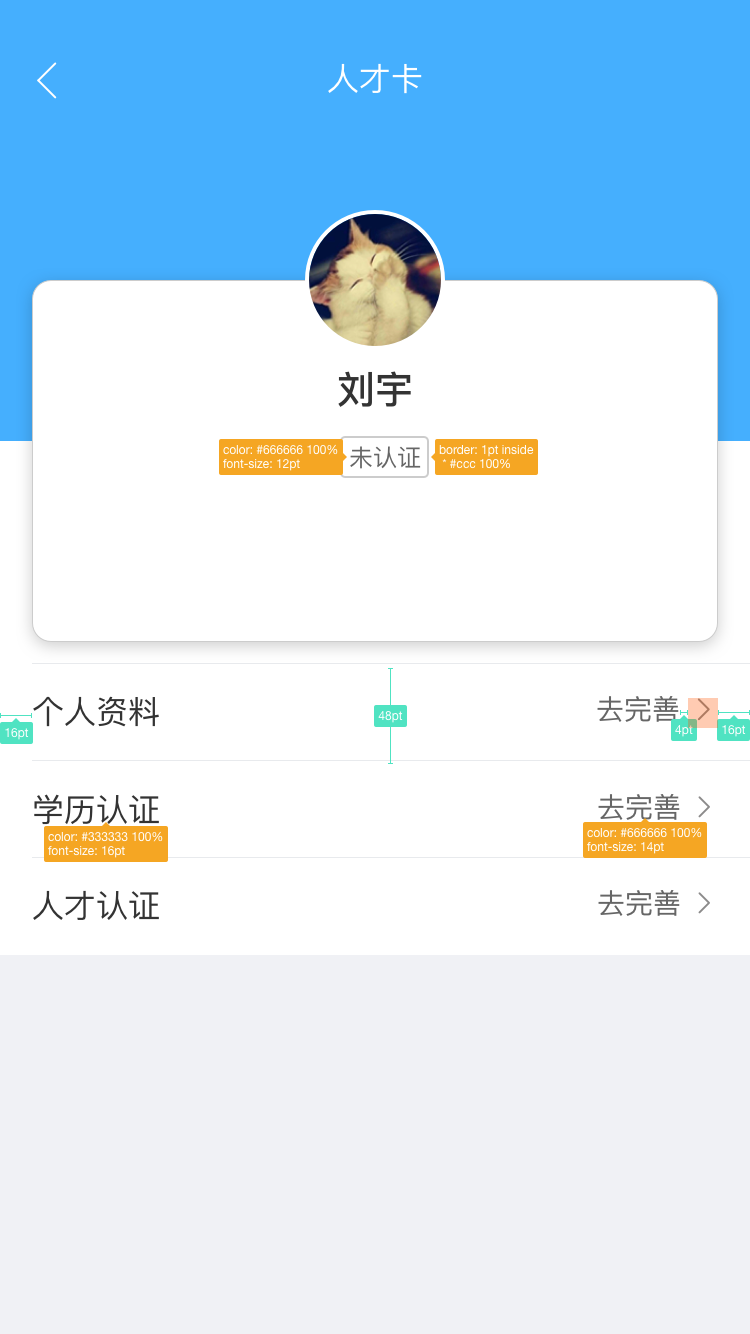 人才卡
刘宇
color: #666666 100%
font-size: 12pt
未认证
border: 1pt inside
* #ccc 100%
个人资料
去完善
16pt
48pt
4pt
16pt
学历认证
去完善
color: #333333 100%
font-size: 16pt
color: #666666 100%
font-size: 14pt
人才认证
去完善